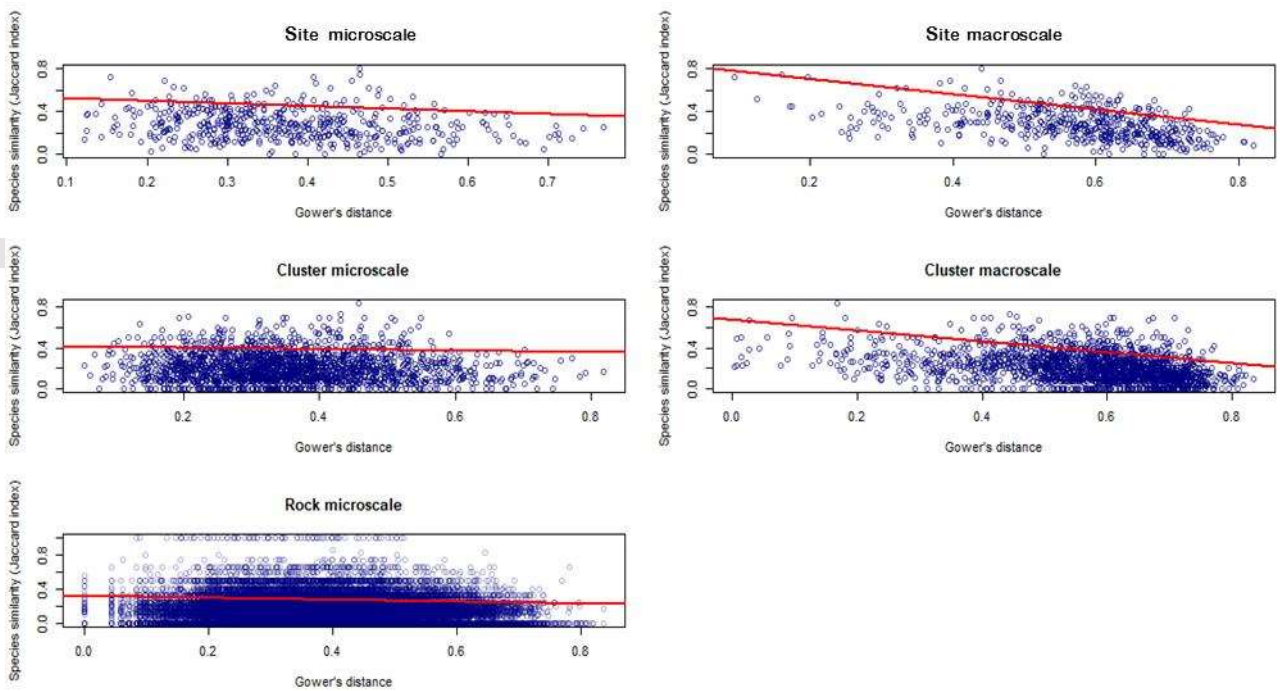 Site microscale
Species similarity (Jaccard index)
0.8
0.4
0.0
0.1 0.2 0.3 0.4 0.5 0.6 0.7
Gower's distance
Site macroscale
Species similarity (Jaccard index)
0.8
0.4
0.0
0.2 0.4 0.6 0.8
Gower's distance
Cluster microscale
Species similarity (Jaccard index)
0.8
0.4
0.0
0.2 0.4 0.6 0.8
Gower's distance
Cluster macroscale
Species similarity (Jaccard index)
0.8
0.4
0.0
0.0 0.2 0.4 0.6 0.8
Gower's distance
Rock microscale
Species similarity (Jaccard index)
0.8
0.4
0.0
0.0 0.2 0.4 0.6 0.8
Gower's distance